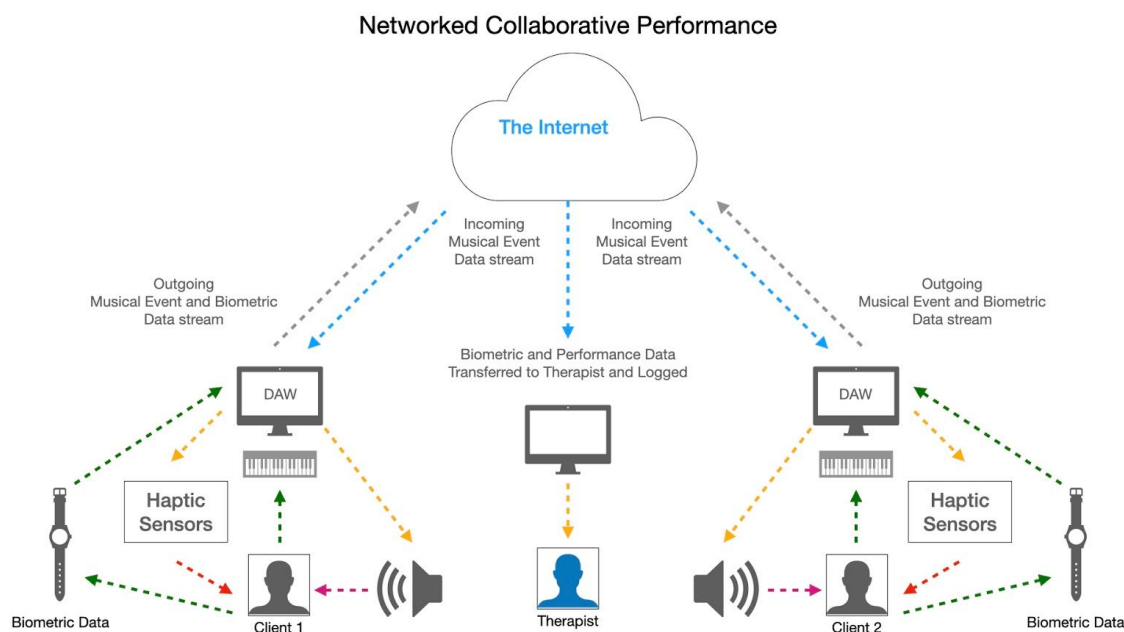 Networked Collaborative Performance
The Internet
Incoming
Musical Event
Data stream
Incoming
Musical Event
Data stream
Outgoing
Musical Event and Biometric
Data stream
Outgoing
Musical Event and Biometric
Data stream
Biometric and Performance Data
Transferred to Therapist and Logged
DAW
DAW
Haptic
Sensors
Haptic
Sensors
Biometric Data
Client 1
Therapist
Client 2
Biometric Data